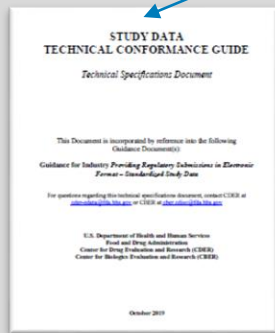 STUDY DATA
TECHNICAL CONFORMANCE GUIDE
Technical Specifications Document
This Document is incorporated by reference into the following
Guidance Document(s):
Guidance for Industry Providing Regulatory Submissions in Electronic
Format – Standardized Study Data
For questions regarding this technical specifications document, contact CDER at
or CBER at
U.S. Department of Health and Human Services
Food and Drug Administration
Center for Drug Evaluation and Research (CDER)
Center for Biologics Evaluation and Research (CBER)
October 2019